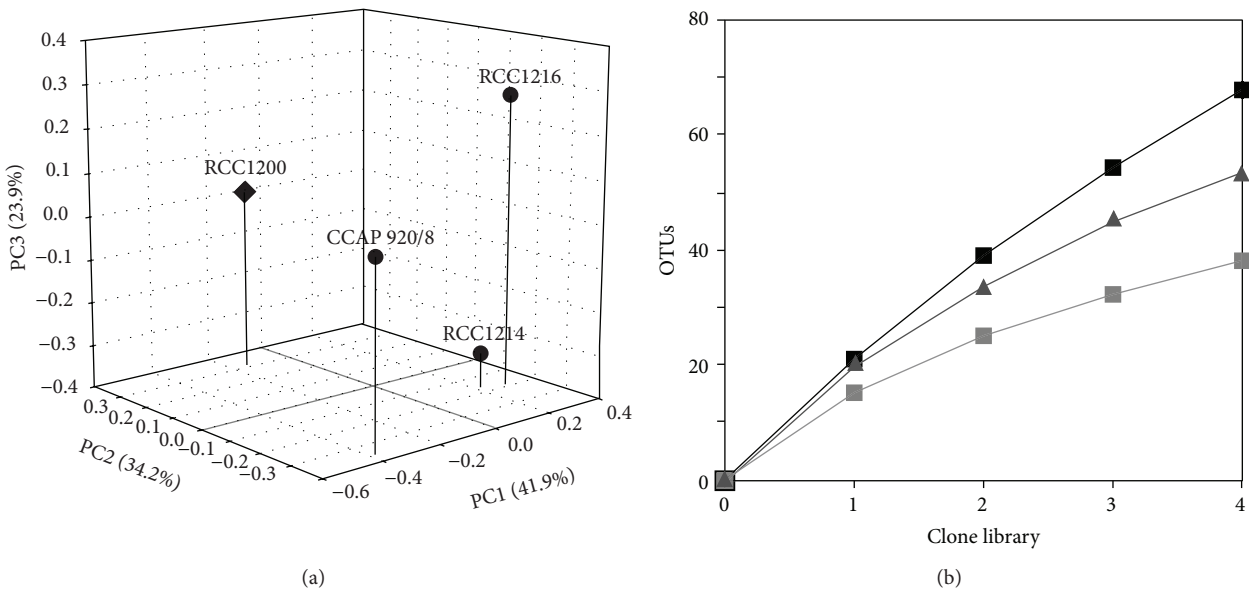 0.4
0.3
0.2
0.1
0.0
−0.1
−0.2
−0.3
−0.4
PC3 (23.9%)
RCC1216
RCC1200
CCAP 920/8
RCC1214
0.3
0.2
0.1
0.0
−0.1
−0.2
−0.3
PC2 (34.2%)
−0.6
−0.4
−0.2
0.0
0.2
0.4
PC1 (41.9%)
(a)
80
60
40
20
0
OTUs
0 1 2 3 4
Clone library
(b)